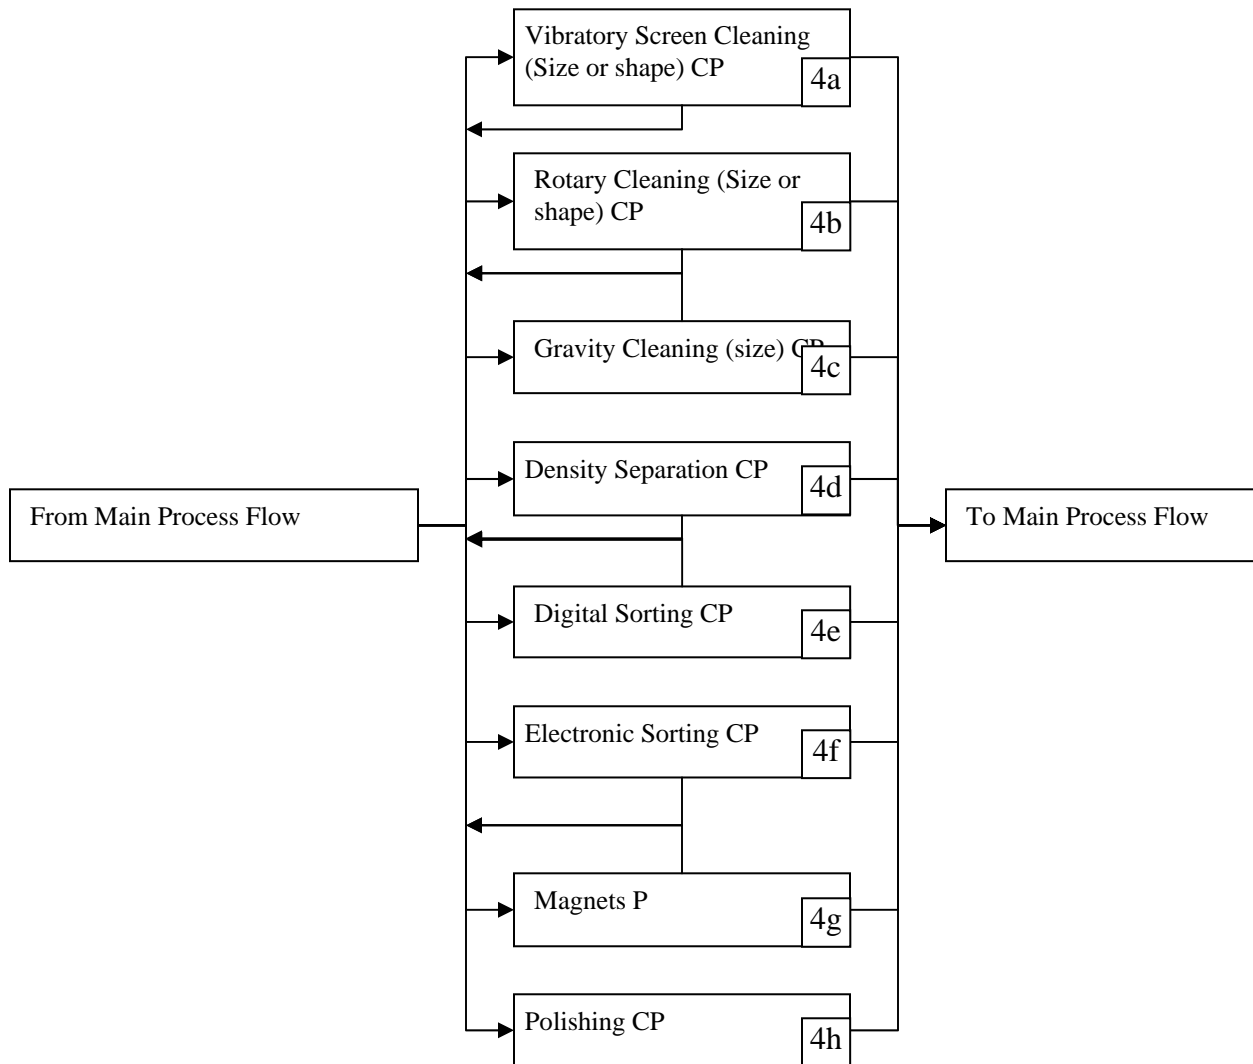 Vibratory Screen Cleaning
(Size or shape) CP
4a
Rotary Cleaning (Size or
shape) CP
4b
Gravity Cleaning (size) CP
4c
Density Separation CP
4d
From Main Process Flow
To Main Process Flow
Digital Sorting CP
4e
Electronic Sorting CP
4f
Magnets P
4g
Polishing CP
4h